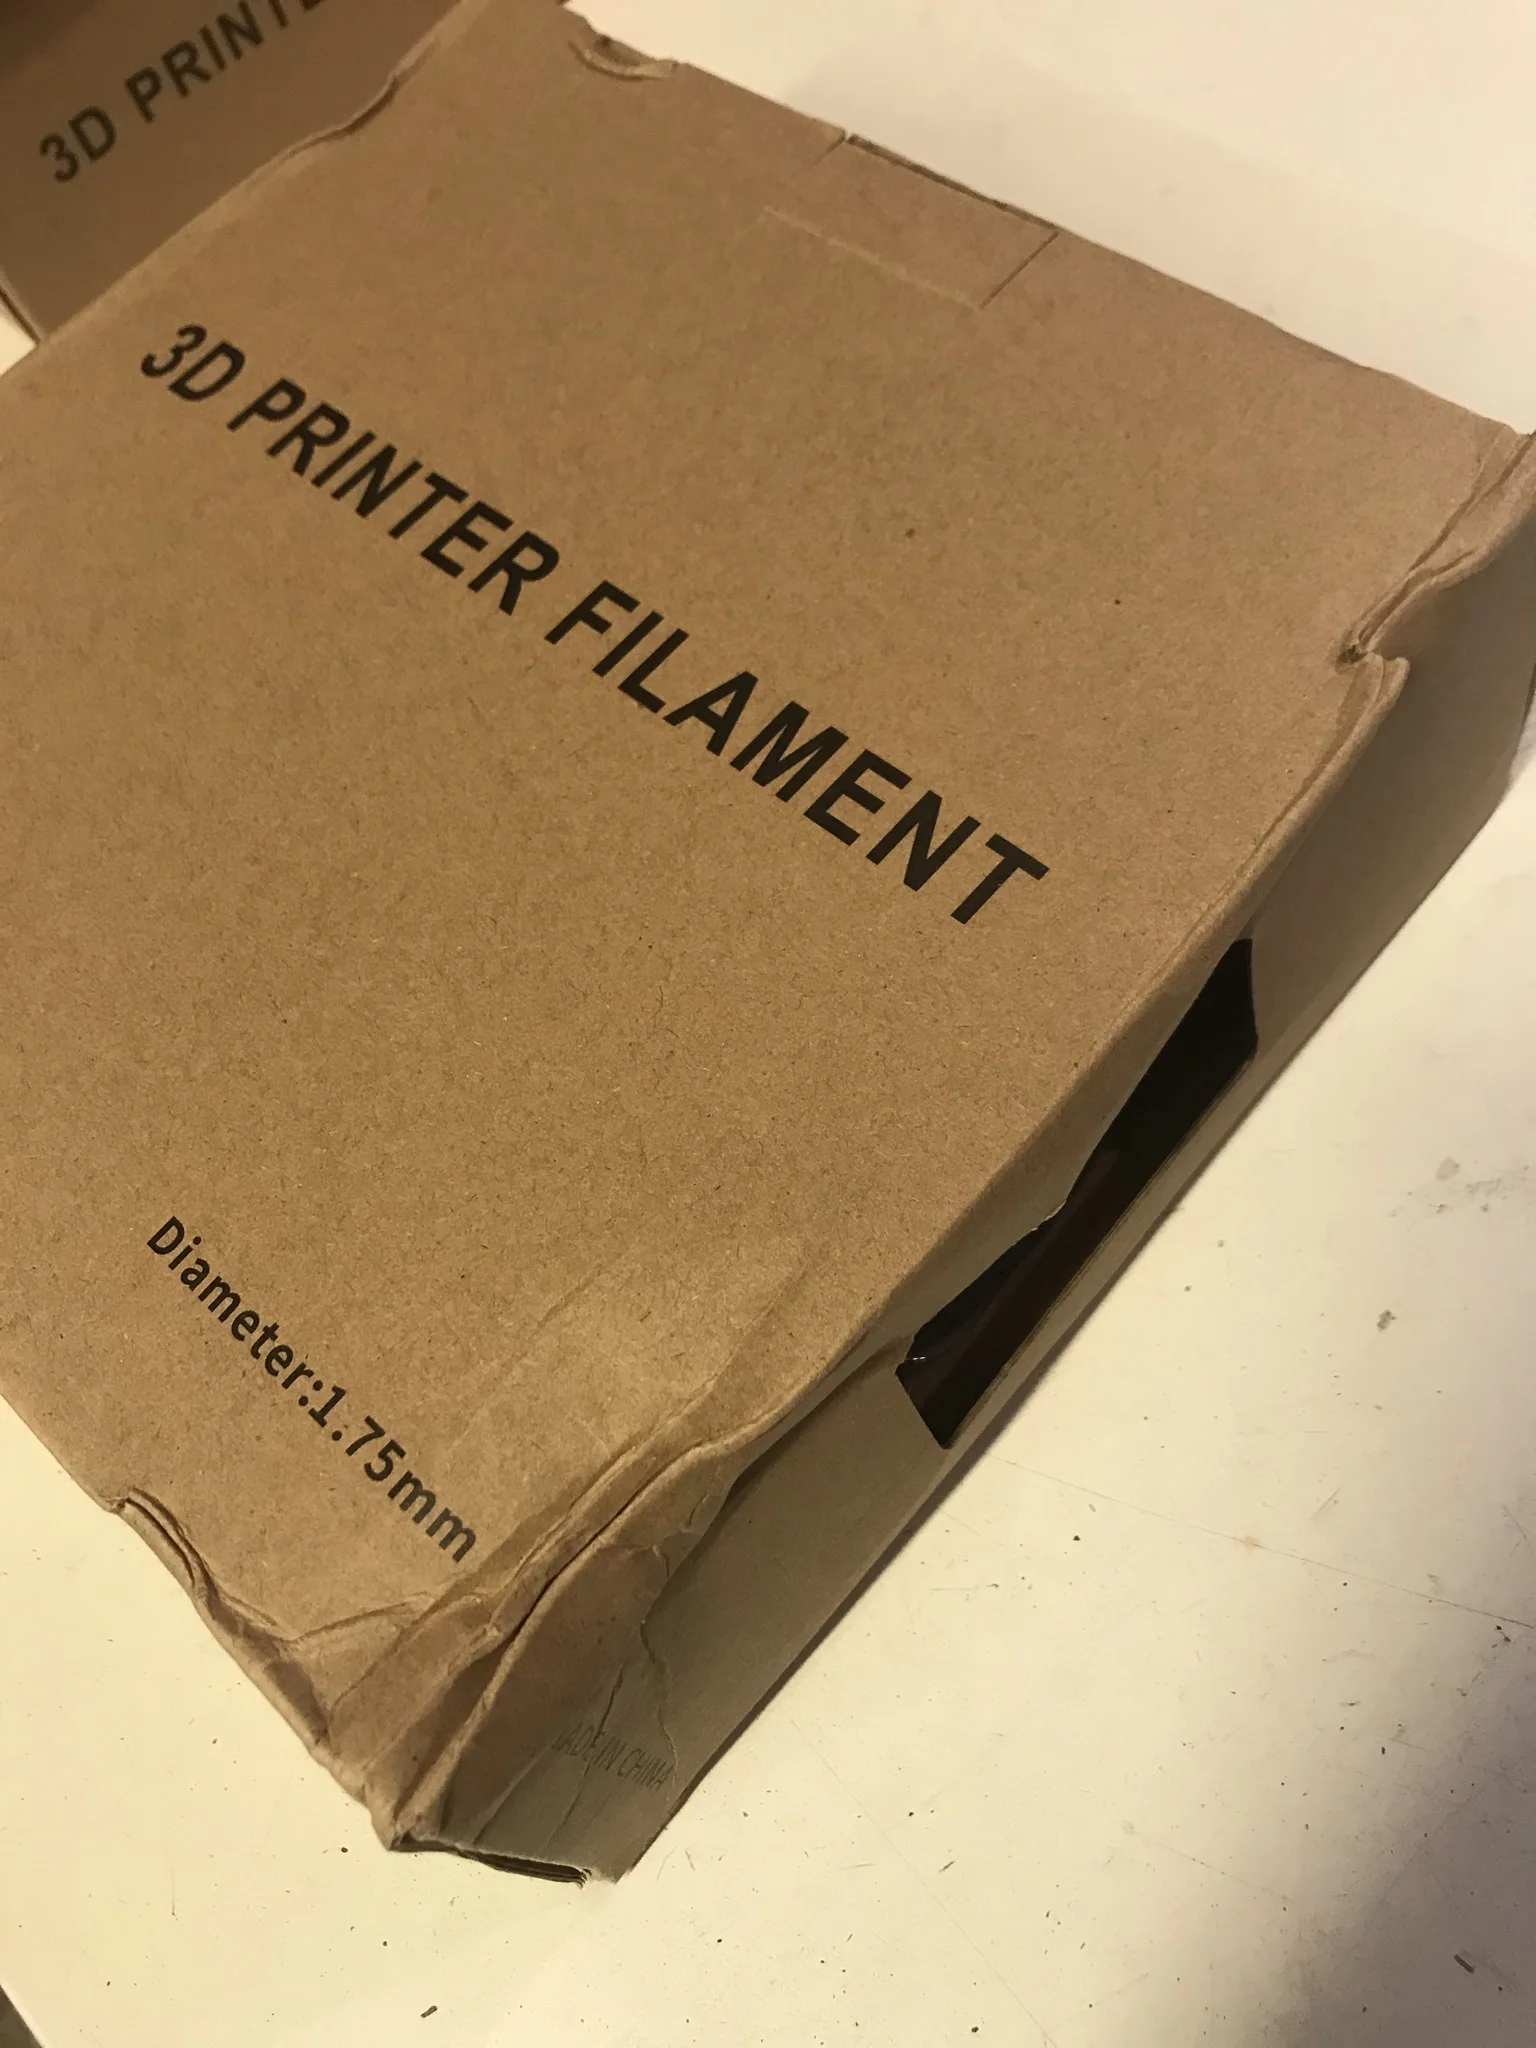 3D PRINTE
3D PRINTER FILAMENT
Diameter:1.75mm
MADE IN CHINA